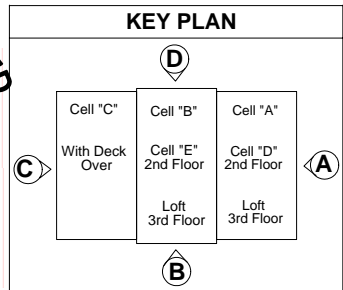 KEY PLAN
D
Cell "C"
With Deck
Over
Cell "B"
Cell "E"
2nd Floor
Loft
3rd Floor
Cell "A"
Cell "D"
2nd Floor
Loft
3rd Floor
C
A
B
G